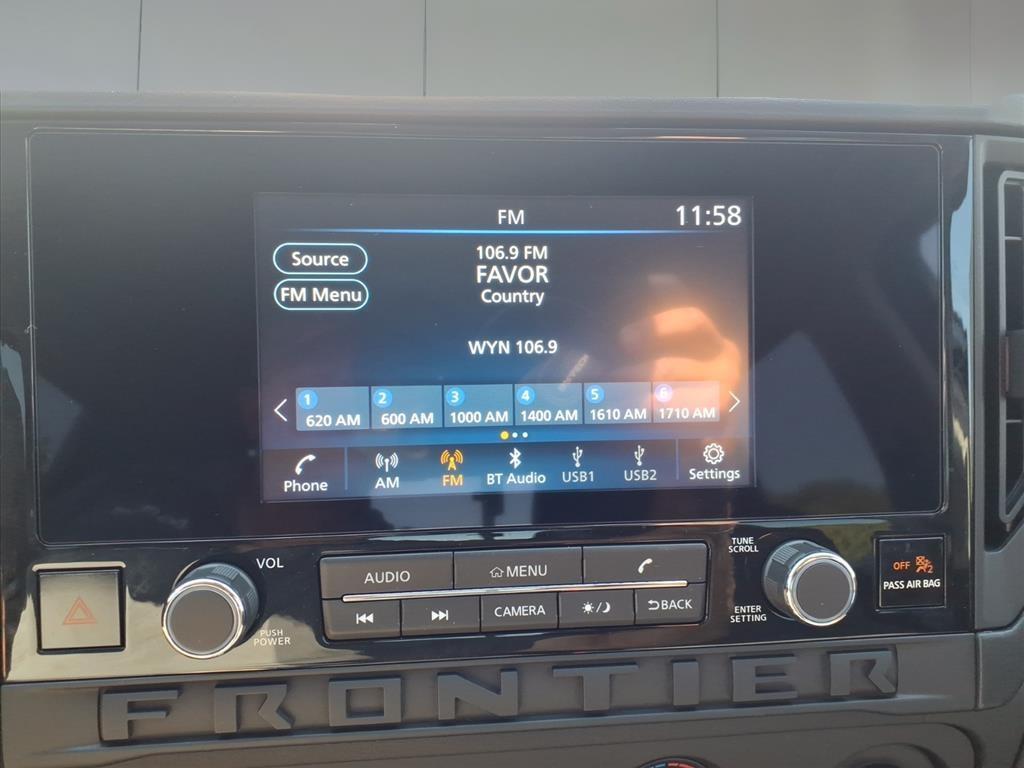 FM 11:58
Source
FM Menu
106.9 FM
FAVOR
Country
WYN 106.9
1 2 3 4 5 6
620 AM 600 AM 1000 AM 1400 AM 1610 AM 1710 AM
Phone AM FM BT Audio USB1 USB2 Settings
VOL
PUSH
POWER
AUDIO MENU
CAMERA BACK
TUNE
SCROLL
ENTER
SETTING
OFF 2
PASS AIR BAG
FRONTIER